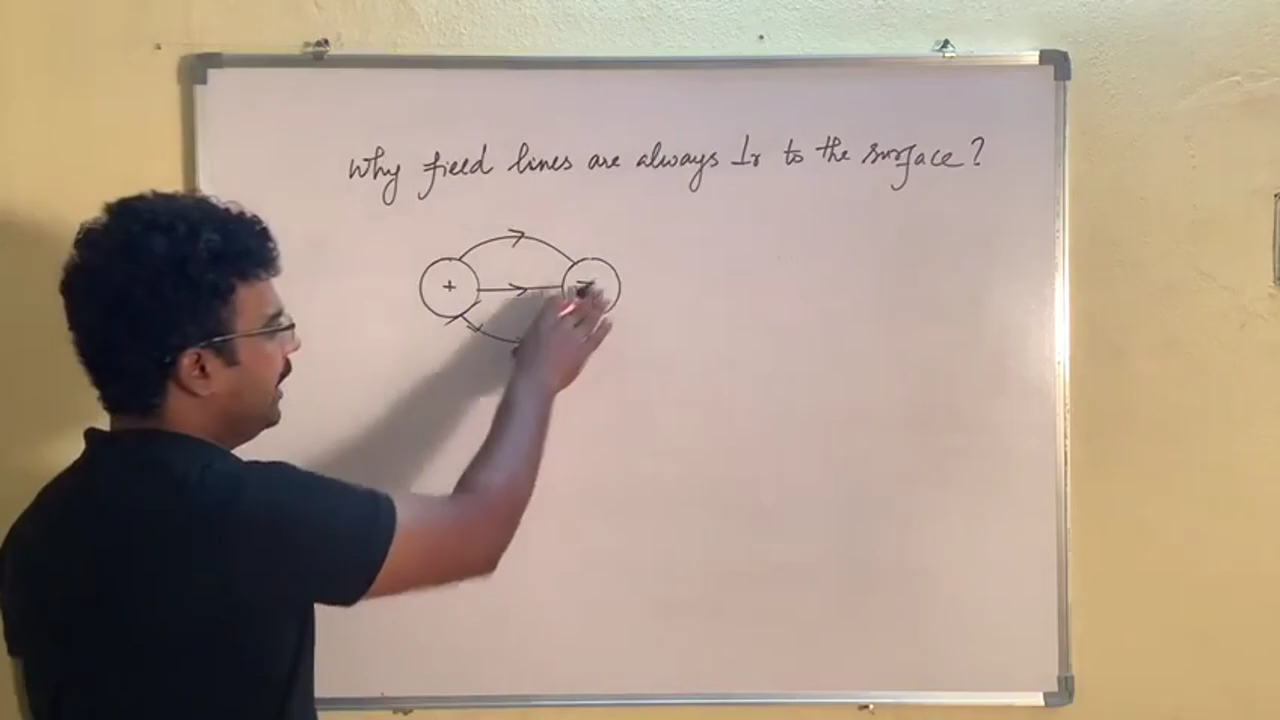 Why field lines are always ⊥r to the surface?
+ −